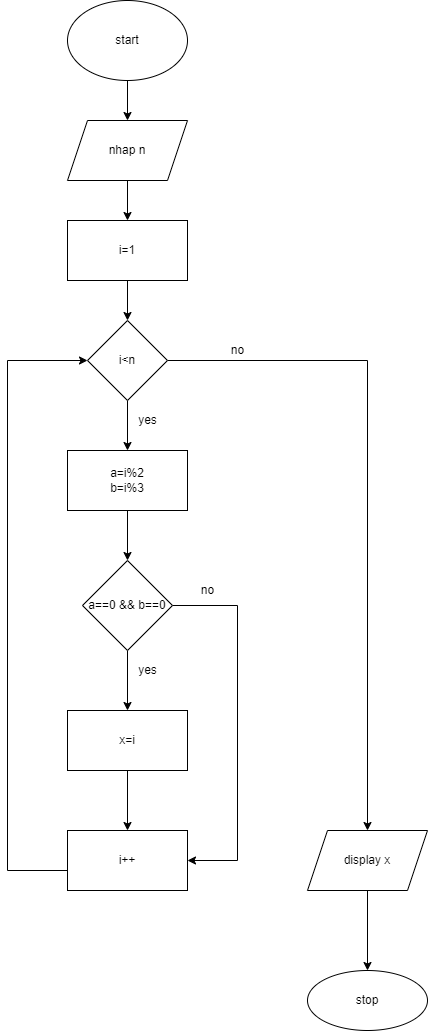 start
nhap n
i=1
i<n
no
yes
a=i%2
b=i%3
a==0 && b==0
no
yes
x=i
i++
display x
stop